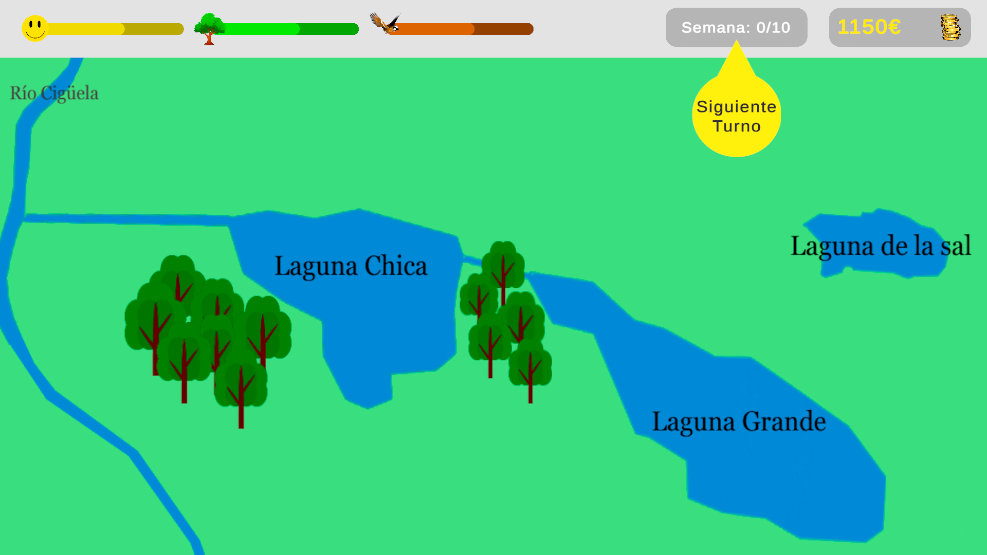 Semana: 0/10
1150€
Río Cigüela
Siguiente
Turno
Laguna de la sal
Laguna Chica
Laguna Grande